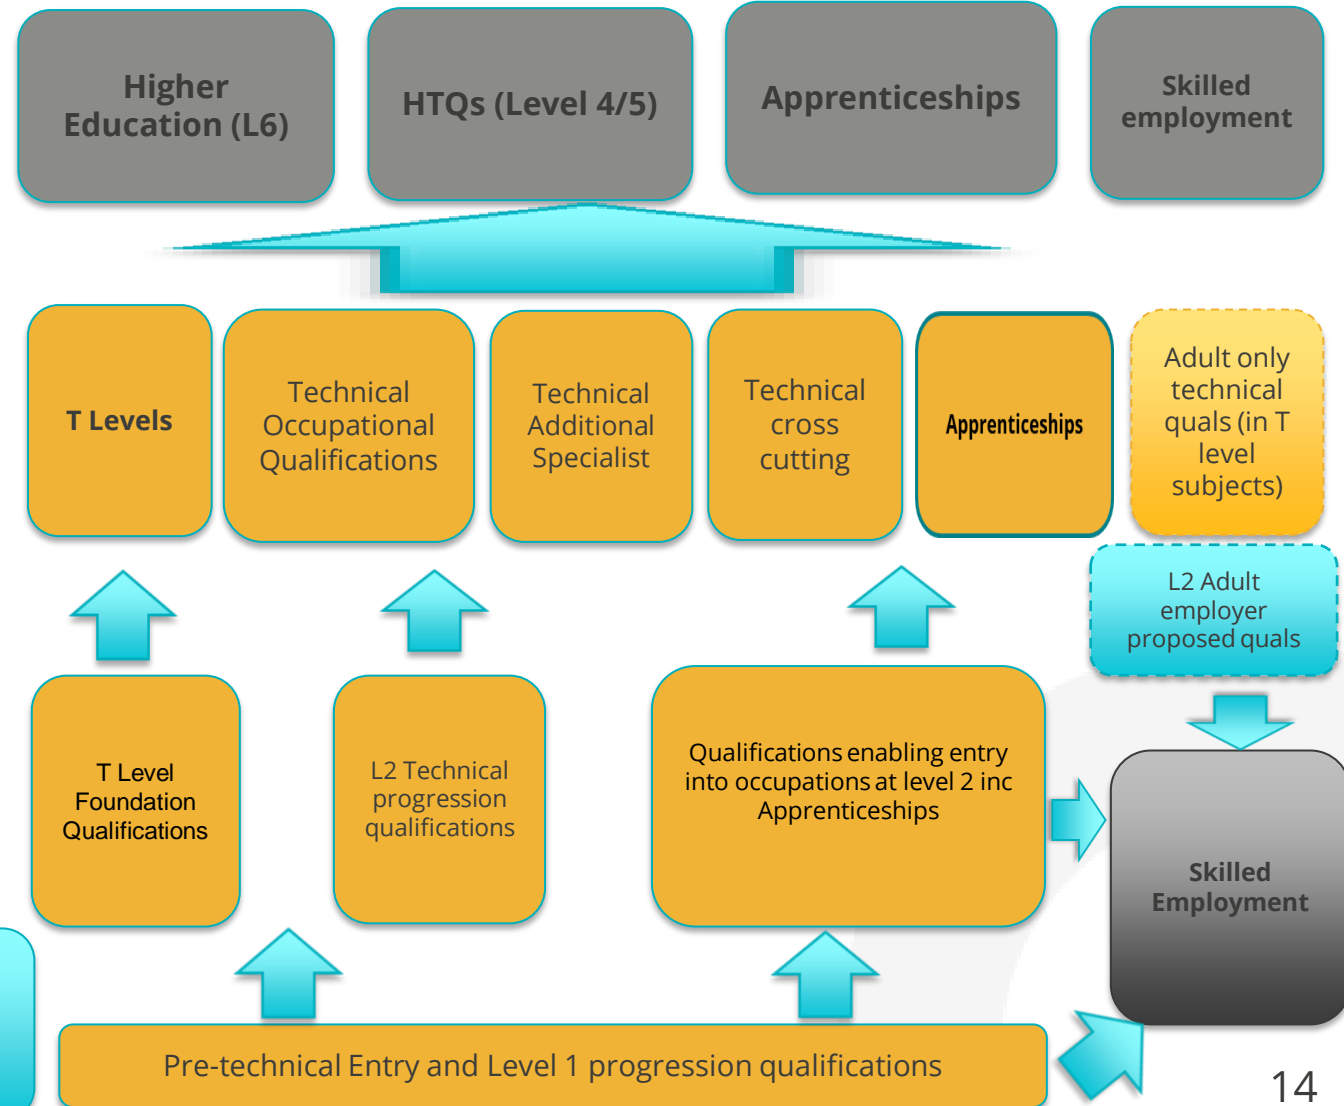 Higher
Education (L6)
HTQs (Level 4/5)
Apprenticeships
Skilled
employment
T Levels
Technical
Occupational
Qualifications
Technical
Additional
Specialist
Technical
cross
cutting
Apprenticeships
Adult only
technical
quals (in T
level
subjects)
L2 Adult
employer
proposed quals
T Level
Foundation
Qualifications
L2 Technical
progression
qualifications
Qualifications enabling entry
into occupations at level 2 inc
Apprenticeships
Skilled
Employment
Pre-technical Entry and Level 1 progression qualifications
14